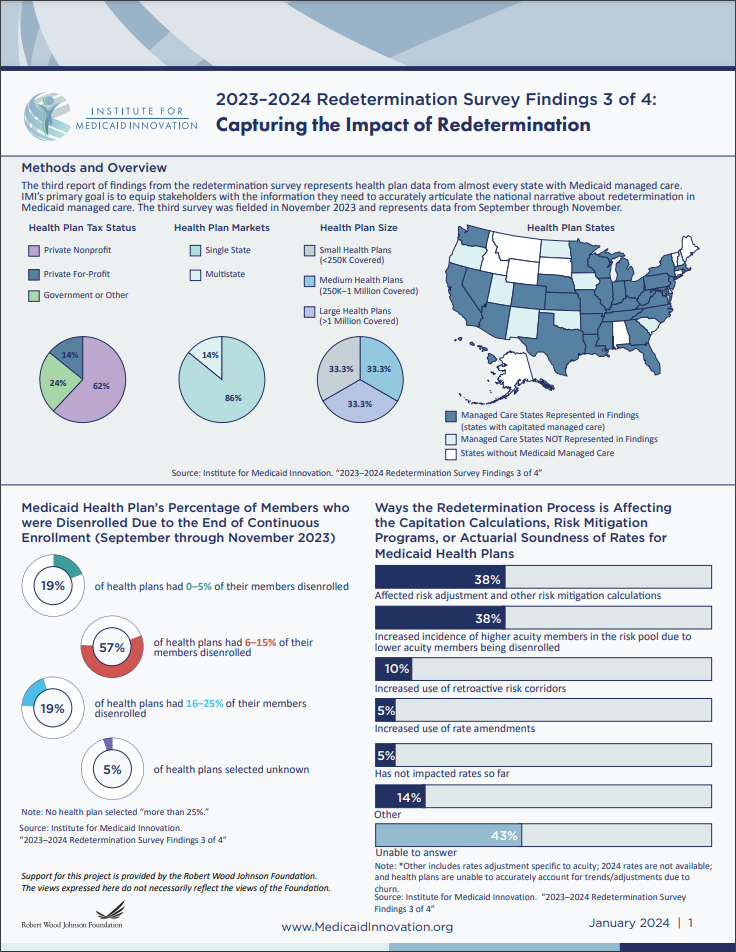 INSTITUTE FOR
MEDICAID INNOVATION
2023–2024 Redetermination Survey Findings 3 of 4:
Capturing the Impact of Redetermination
Methods and Overview
The third report of findings from the redetermination survey represents health plan data from almost every state with Medicaid managed care.
IMI's primary goal is to equip stakeholders with the information they need to accurately articulate the national narrative about redetermination in
Medicaid managed care. The third survey was fielded in November 2023 and represents data from September through November.
Health Plan Tax Status
Private Nonprofit
Private For-Profit
Government or Other
14%
24%
62%
Health Plan Markets
Single State
Multistate
14%
86%
Health Plan Size
Small Health Plans
(<250K Covered)
Medium Health Plans
(250K–1 Million Covered)
Large Health Plans
(>1 Million Covered)
33.3%
33.3%
33.3%
Health Plan States
Managed Care States Represented in Findings
(states with capitated managed care)
Managed Care States NOT Represented in Findings
States without Medicaid Managed Care
Source: Institute for Medicaid Innovation. "2023–2024 Redetermination Survey Findings 3 of 4"
Medicaid Health Plan's Percentage of Members who
were Disenrolled Due to the End of Continuous
Enrollment (September through November 2023)
19%
of health plans had 0–5% of their members disenrolled
57%
of health plans had 6–15% of their
members disenrolled
19%
of health plans had 16–25% of their members
disenrolled
5%
of health plans selected unknown
Note: No health plan selected "more than 25%."
Source: Institute for Medicaid Innovation.
"2023–2024 Redetermination Survey Findings 3 of 4"
Support for this project is provided by the Robert Wood Johnson Foundation.
The views expressed here do not necessarily reflect the views of the Foundation.
Robert Wood Johnson Foundation
Ways the Redetermination Process is Affecting
the Capitation Calculations, Risk Mitigation
Programs, or Actuarial Soundness of Rates for
Medicaid Health Plans
38%
Affected risk adjustment and other risk mitigation calculations
38%
Increased incidence of higher acuity members in the risk pool due to
lower acuity members being disenrolled
10%
Increased use of retroactive risk corridors
5%
Increased use of rate amendments
5%
Has not impacted rates so far
14%
Other
43%
Unable to answer
Note: *Other includes rates adjustment specific to acuity; 2024 rates are not available;
and health plans are unable to accurately account for trends/adjustments due to
churn.
Source: Institute for Medicaid Innovation. "2023–2024 Redetermination Survey
Findings 3 of 4"
www.MedicaidInnovation.org
January 2024 | 1